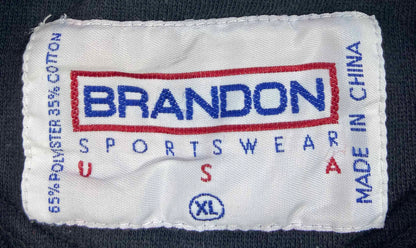 65% POLYESTER 35% COTTON
BRANDON
SPORTSWEAR
U S A
XL
MADE IN CHINA